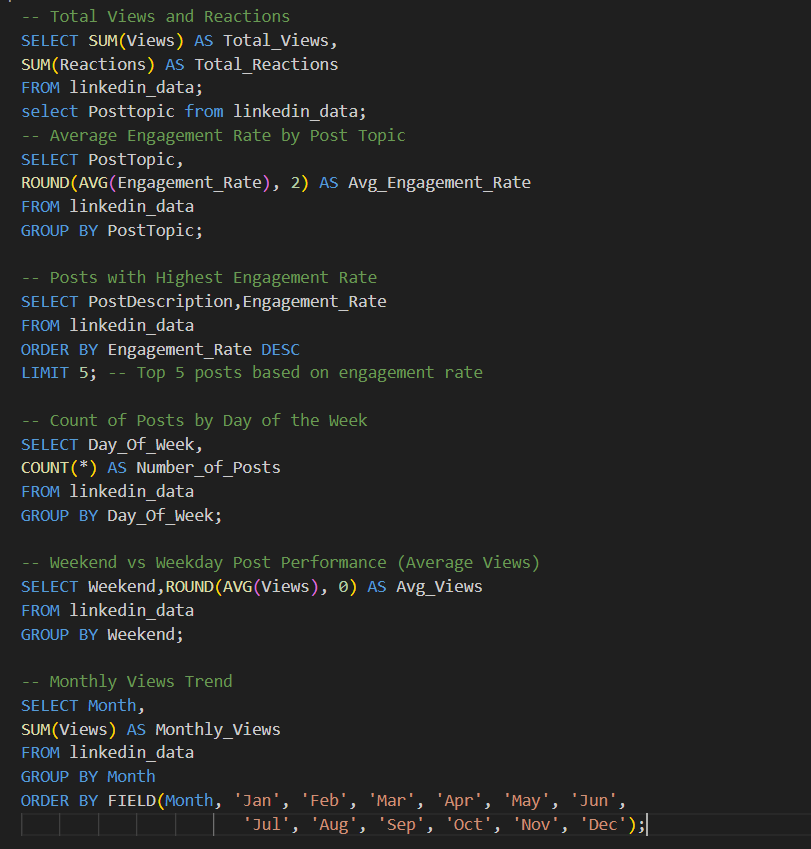 -- Total Views and Reactions
SELECT SUM(Views) AS Total_Views,
SUM(Reactions) AS Total_Reactions
FROM linkedin_data;
select Posttopic from linkedin_data;
-- Average Engagement Rate by Post Topic
SELECT PostTopic,
ROUND(AVG(Engagement_Rate), 2) AS Avg_Engagement_Rate
FROM linkedin_data
GROUP BY PostTopic;

-- Posts with Highest Engagement Rate
SELECT PostDescription,Engagement_Rate
FROM linkedin_data
ORDER BY Engagement_Rate DESC
LIMIT 5; -- Top 5 posts based on engagement rate

-- Count of Posts by Day of the Week
SELECT Day_Of_Week,
COUNT(*) AS Number_of_Posts
FROM linkedin_data
GROUP BY Day_Of_Week;

-- Weekend vs Weekday Post Performance (Average Views)
SELECT Weekend,ROUND(AVG(Views), 0) AS Avg_Views
FROM linkedin_data
GROUP BY Weekend;

-- Monthly Views Trend
SELECT Month,
SUM(Views) AS Monthly_Views
FROM linkedin_data
GROUP BY Month
ORDER BY FIELD(Month, 'Jan', 'Feb', 'Mar', 'Apr', 'May', 'Jun',
'Jul', 'Aug', 'Sep', 'Oct', 'Nov', 'Dec');